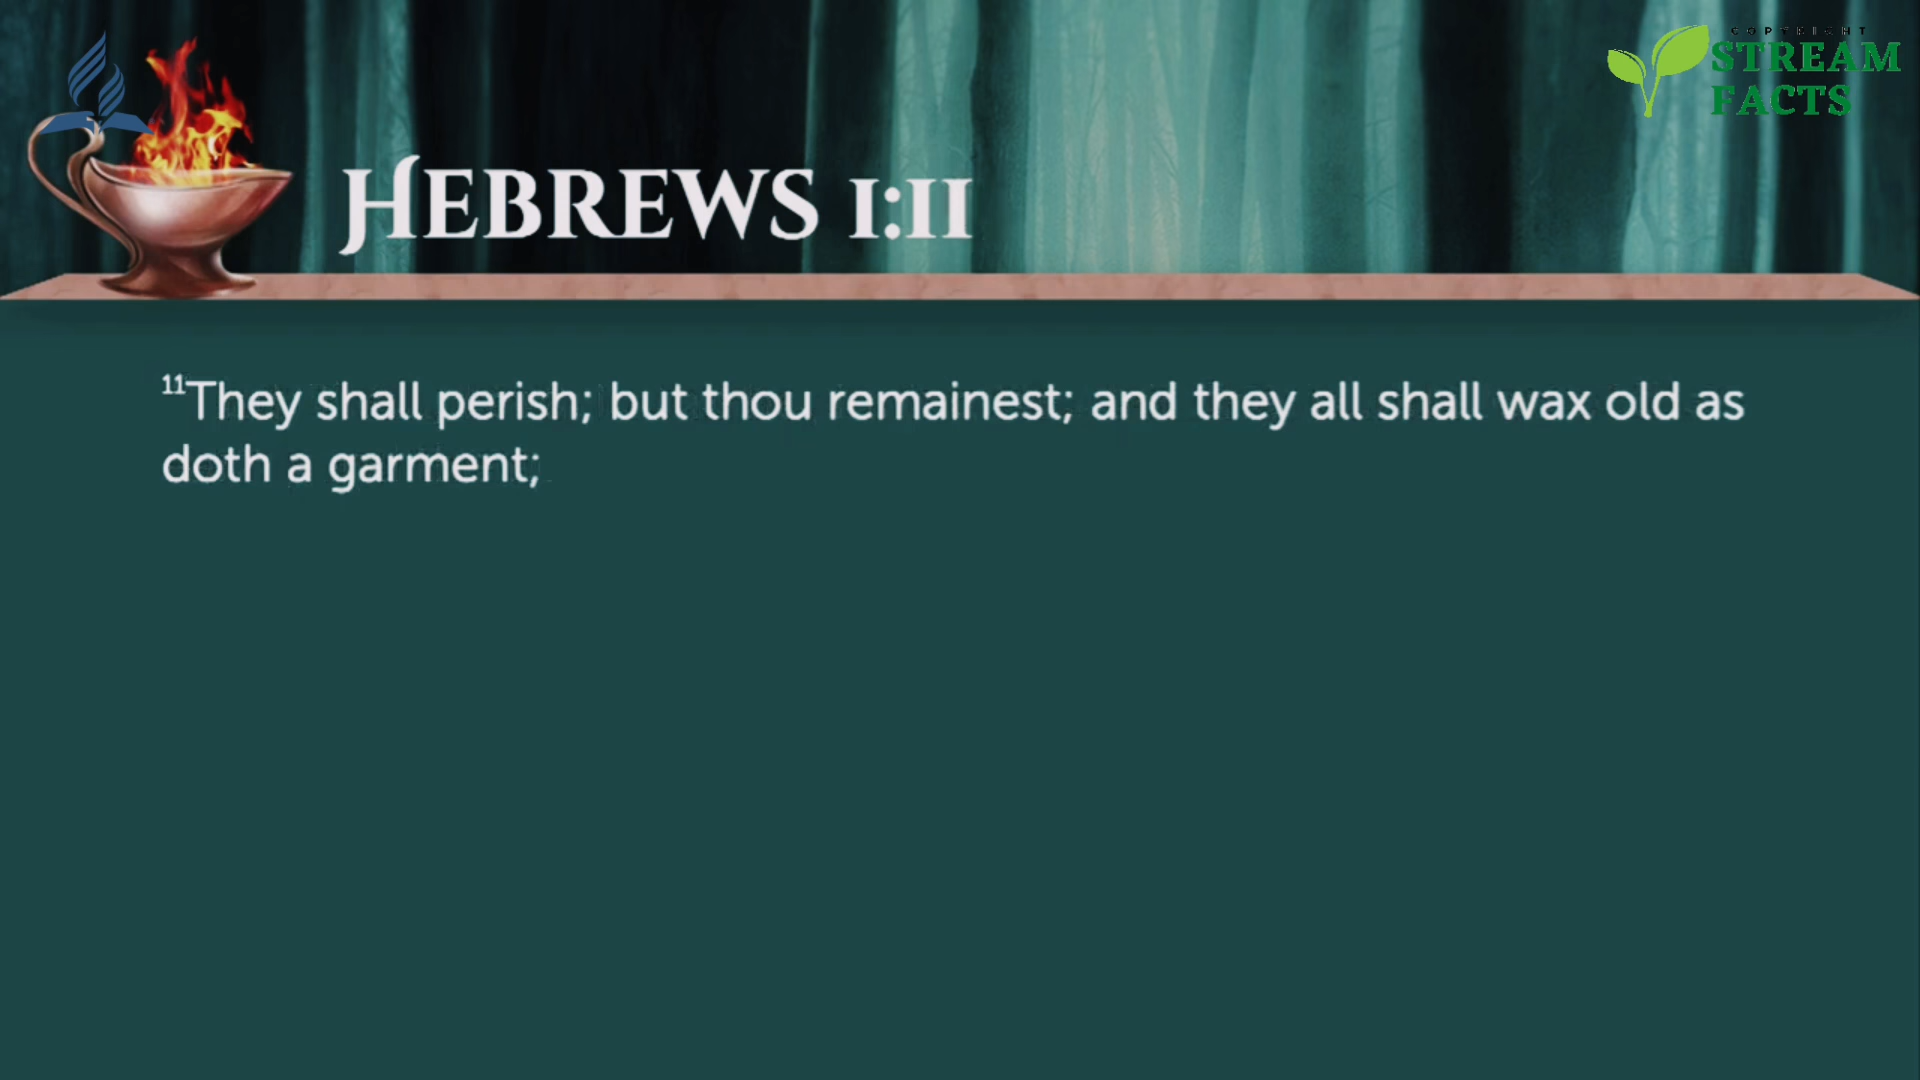 COPYRIGHT
STREAM
FACTS
HEBREWS 1:11
11They shall perish; but thou remainest; and they all shall wax old as
doth a garment;